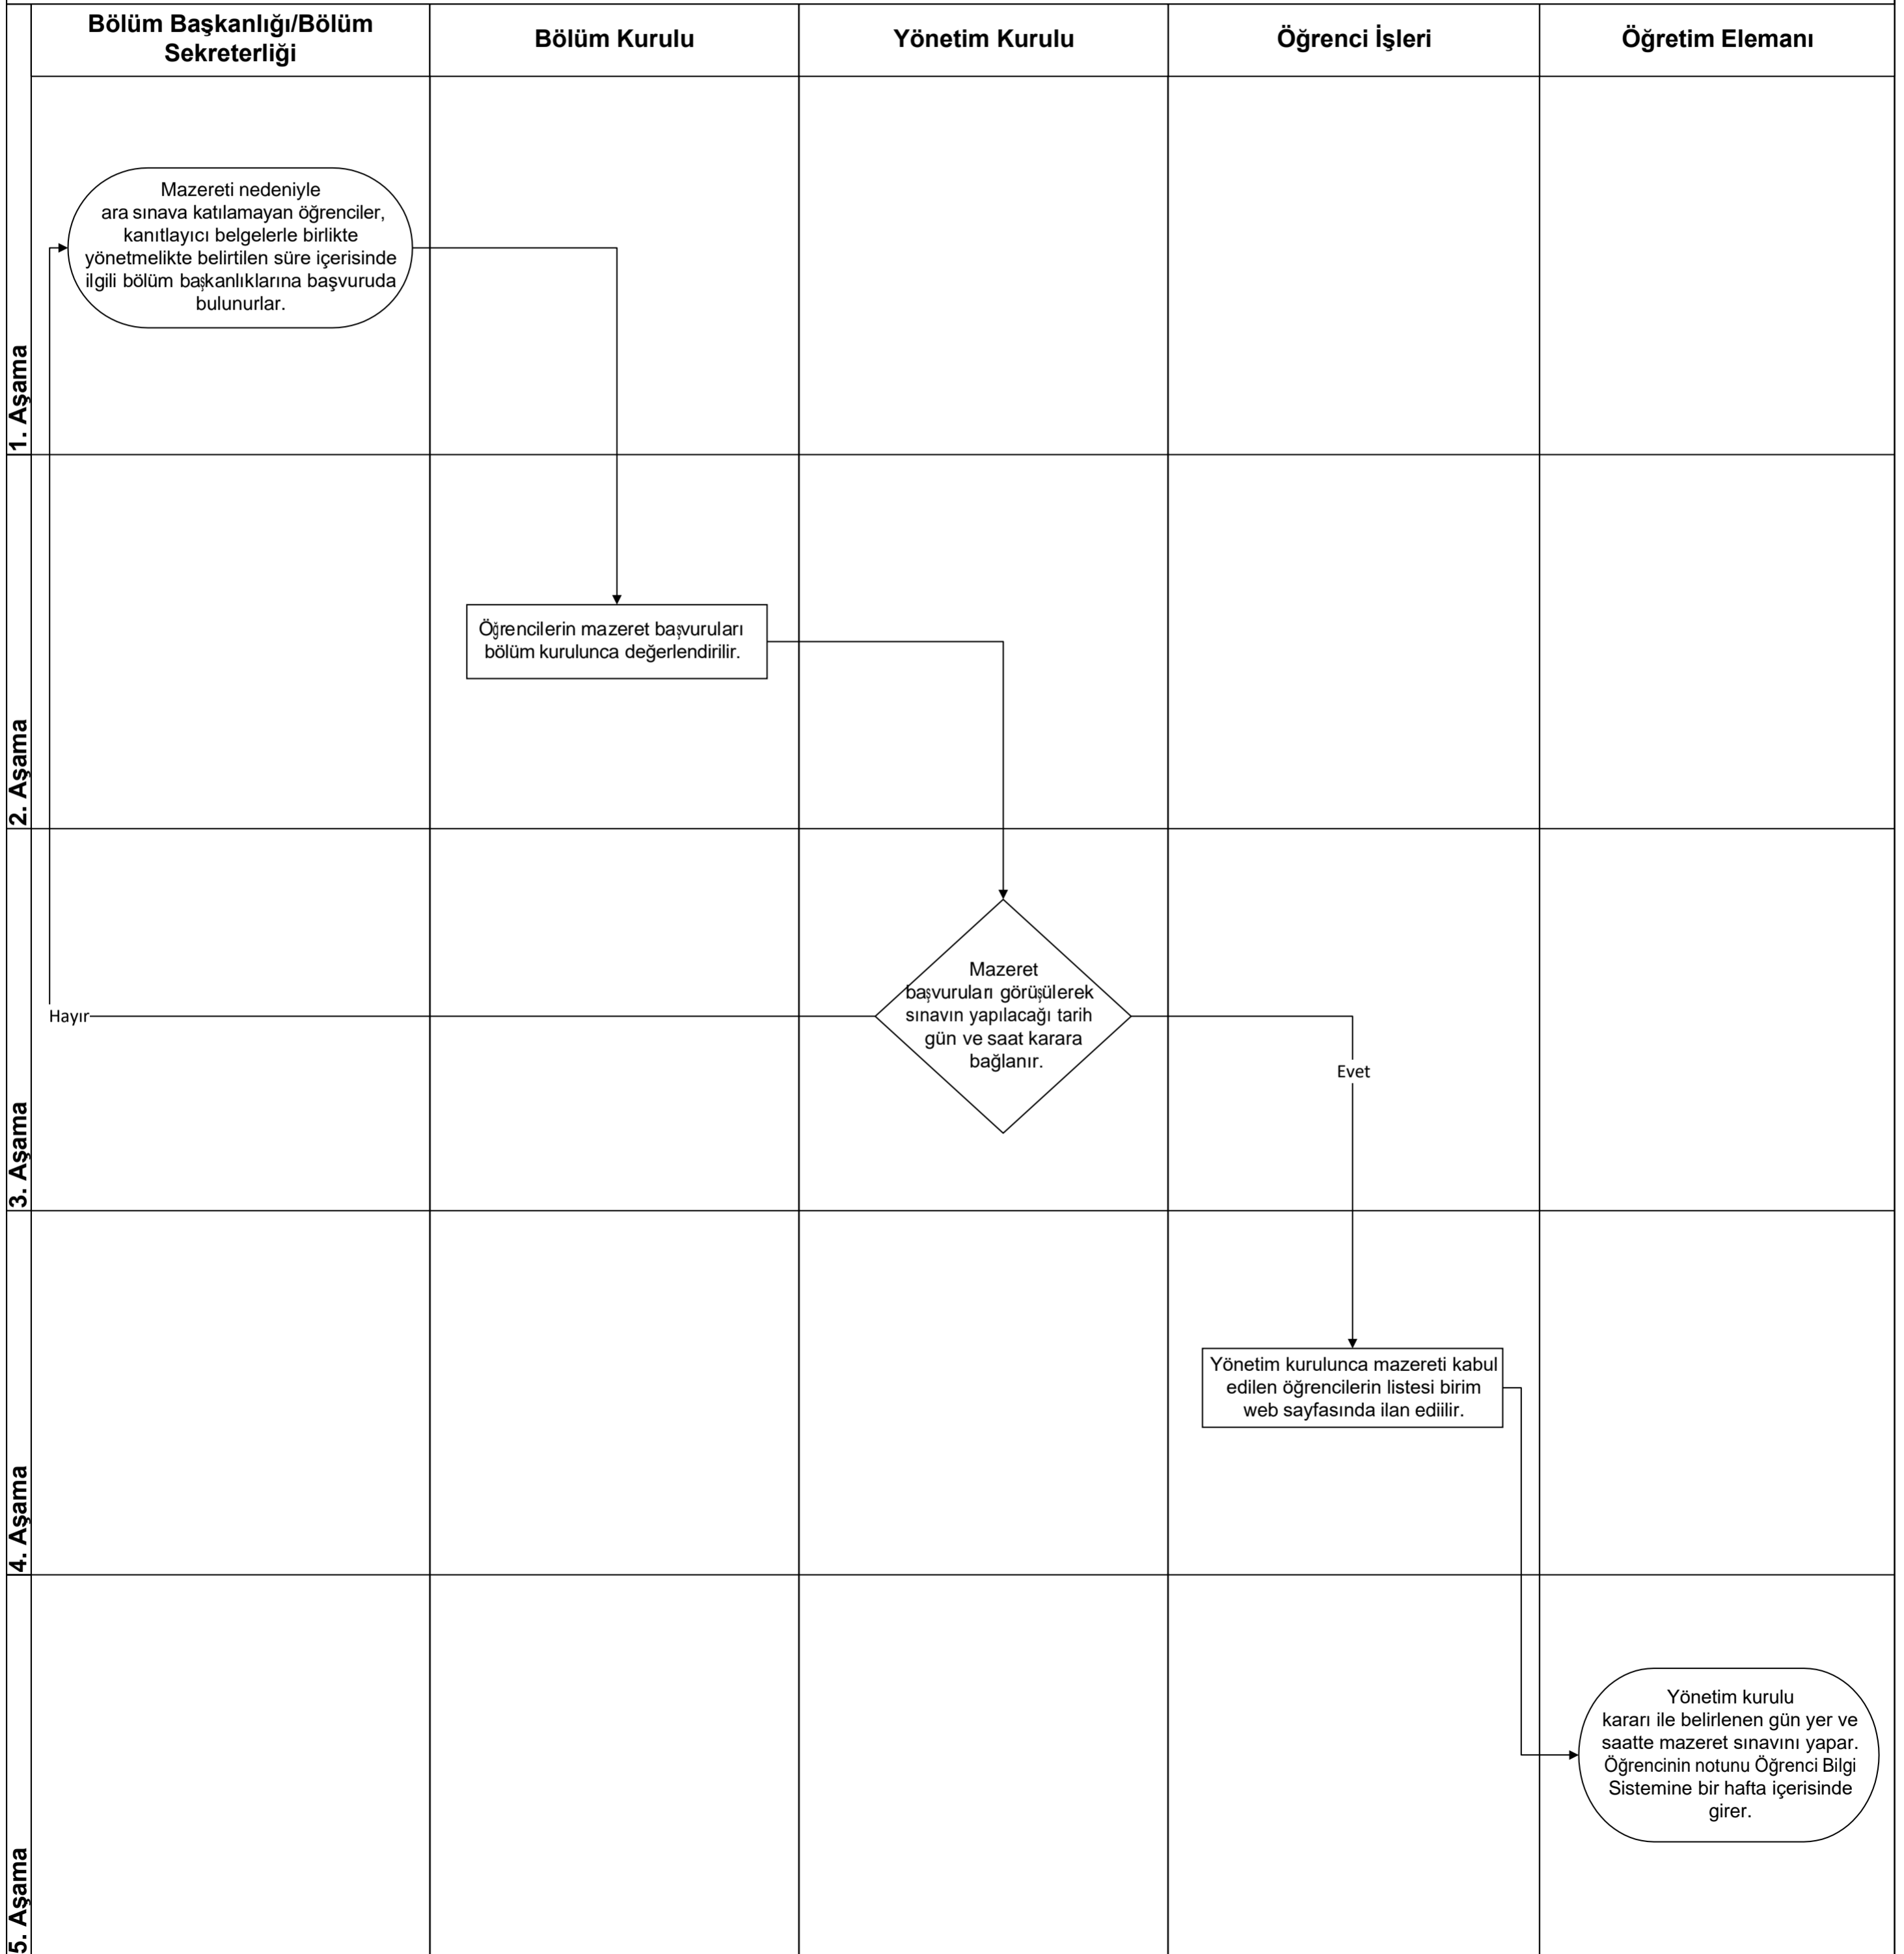 Bölüm Başkanlığı/Bölüm
Sekreterliği
Bölüm Kurulu
Yönetim Kurulu
Öğrenci İşleri
Öğretim Elemanı
1. Aşama
Mazereti nedeniyle
ara sınava katılamayan öğrenciler,
kanıtlayıcı belgelerle birlikte
yönetmelikte belirtilen süre içerisinde
ilgili bölüm başkanlıklarına başvuruda
bulunurlar.
2. Aşama
Öğrencilerin mazeret başvuruları
bölüm kurulunca değerlendirilir.
3. Aşama
Mazeret
başvuruları görüşülerek
sınavın yapılacağı tarih
gün ve saat karara
bağlanır.
Hayır
Evet
4. Aşama
Yönetim kurulunca mazereti kabul
edilen öğrencilerin listesi birim
web sayfasında ilan ediilir.
5. Aşama
Yönetim kurulu
kararı ile belirlenen gün yer ve
saatte mazeret sınavını yapar.
Öğrencinin notunu Öğrenci Bilgi
Sistemine bir hafta içerisinde
girer.